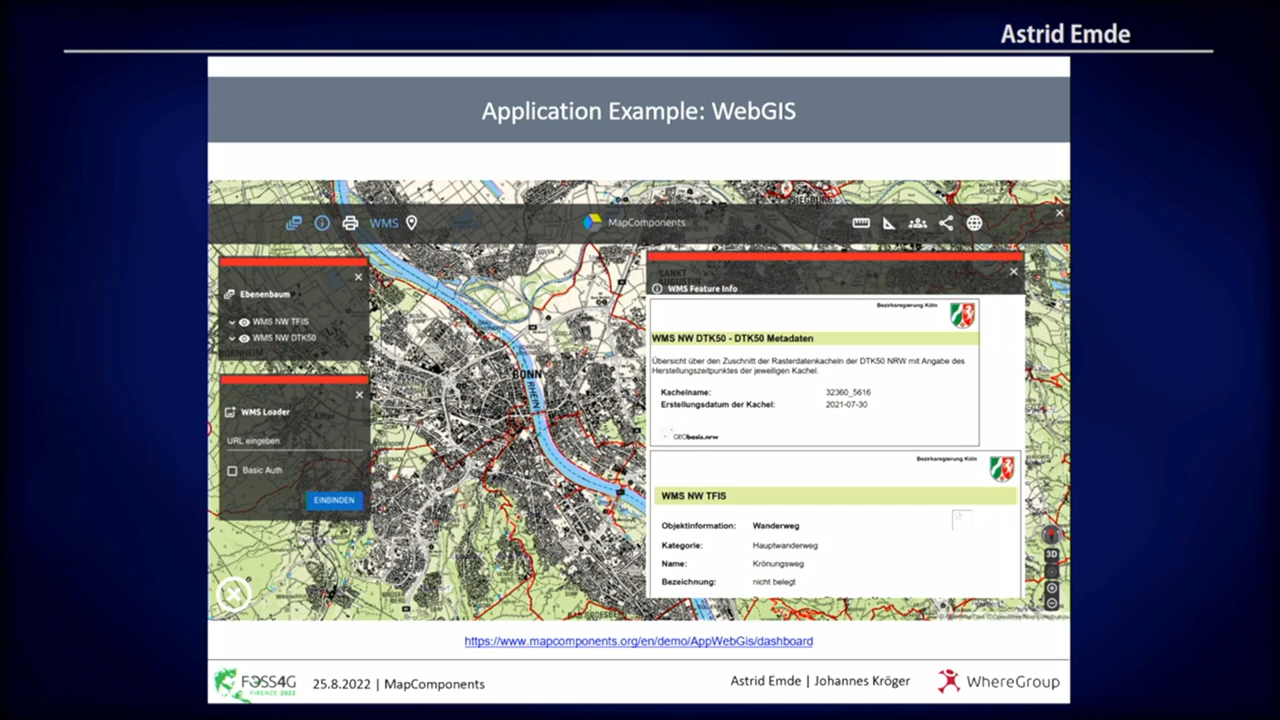 Astrid Emde
Application Example: WebGIS
WMS
MapComponents
SIEGBURG
Ebenenbaum
WMS NW TFIS
WMS NW DTK50
WMS Loader
URL eingeben
Basic Auth
EINBINDEN
BONN
RHEIN
SANKT
WMS Feature Info
Bezirksregierung Köln
WMS NW DTK50 - DTK50 Metadaten
Übersicht über den Zuschnitt der Rasterdatenkacheln der DTK50 NRW mit Angabe des
Herstellungszeitpunktes der jeweiligen Kachel.
Kachelname: 32360_5616
Erstellungsdatum der Kachel: 2021-07-30
GEObasis.nrw
Bezirksregierung Köln
WMS NW TFIS
Objektinformation: Wanderweg
Kategorie: Hauptwanderweg
Name: Krönungsweg
Bezeichnung: nicht belegt
3D
https://www.mapcomponents.org/en/demo/AppWebGis/dashboard
FOSS4G
FIRENZE 2022
25.8.2022 | MapComponents
Astrid Emde | Johannes Kröger
WhereGroup